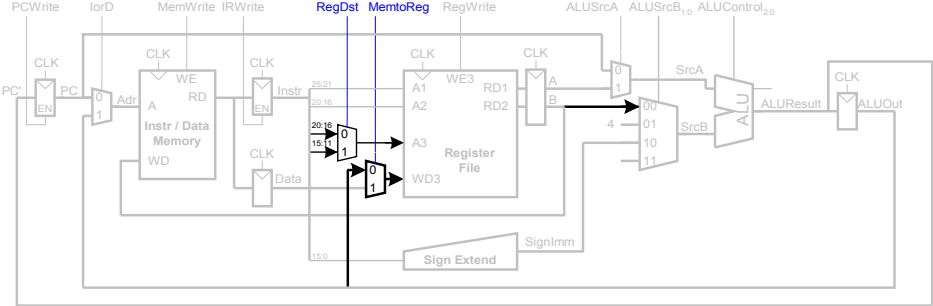 PCWrite IorD MemWrite IRWrite RegDst MemtoReg RegWrite ALUSrcA ALUSrcB1:0 ALUControl2:0
CLK CLK CLK CLK CLK
PC' PC EN
0
1
Adr
A WE RD
Instr / Data
Memory
WD
EN Instr
CLK
Data
25:21
20:16
20:16
15:11
15:0
0
1
0
1
A1 WE3 RD1
A2 RD2
A3
Register
File
WD3
A
B
0
1
SrcA
00
4 01
10
11
SrcB
ALU
ALUResult
CLK
ALUOut
SignImm
Sign Extend